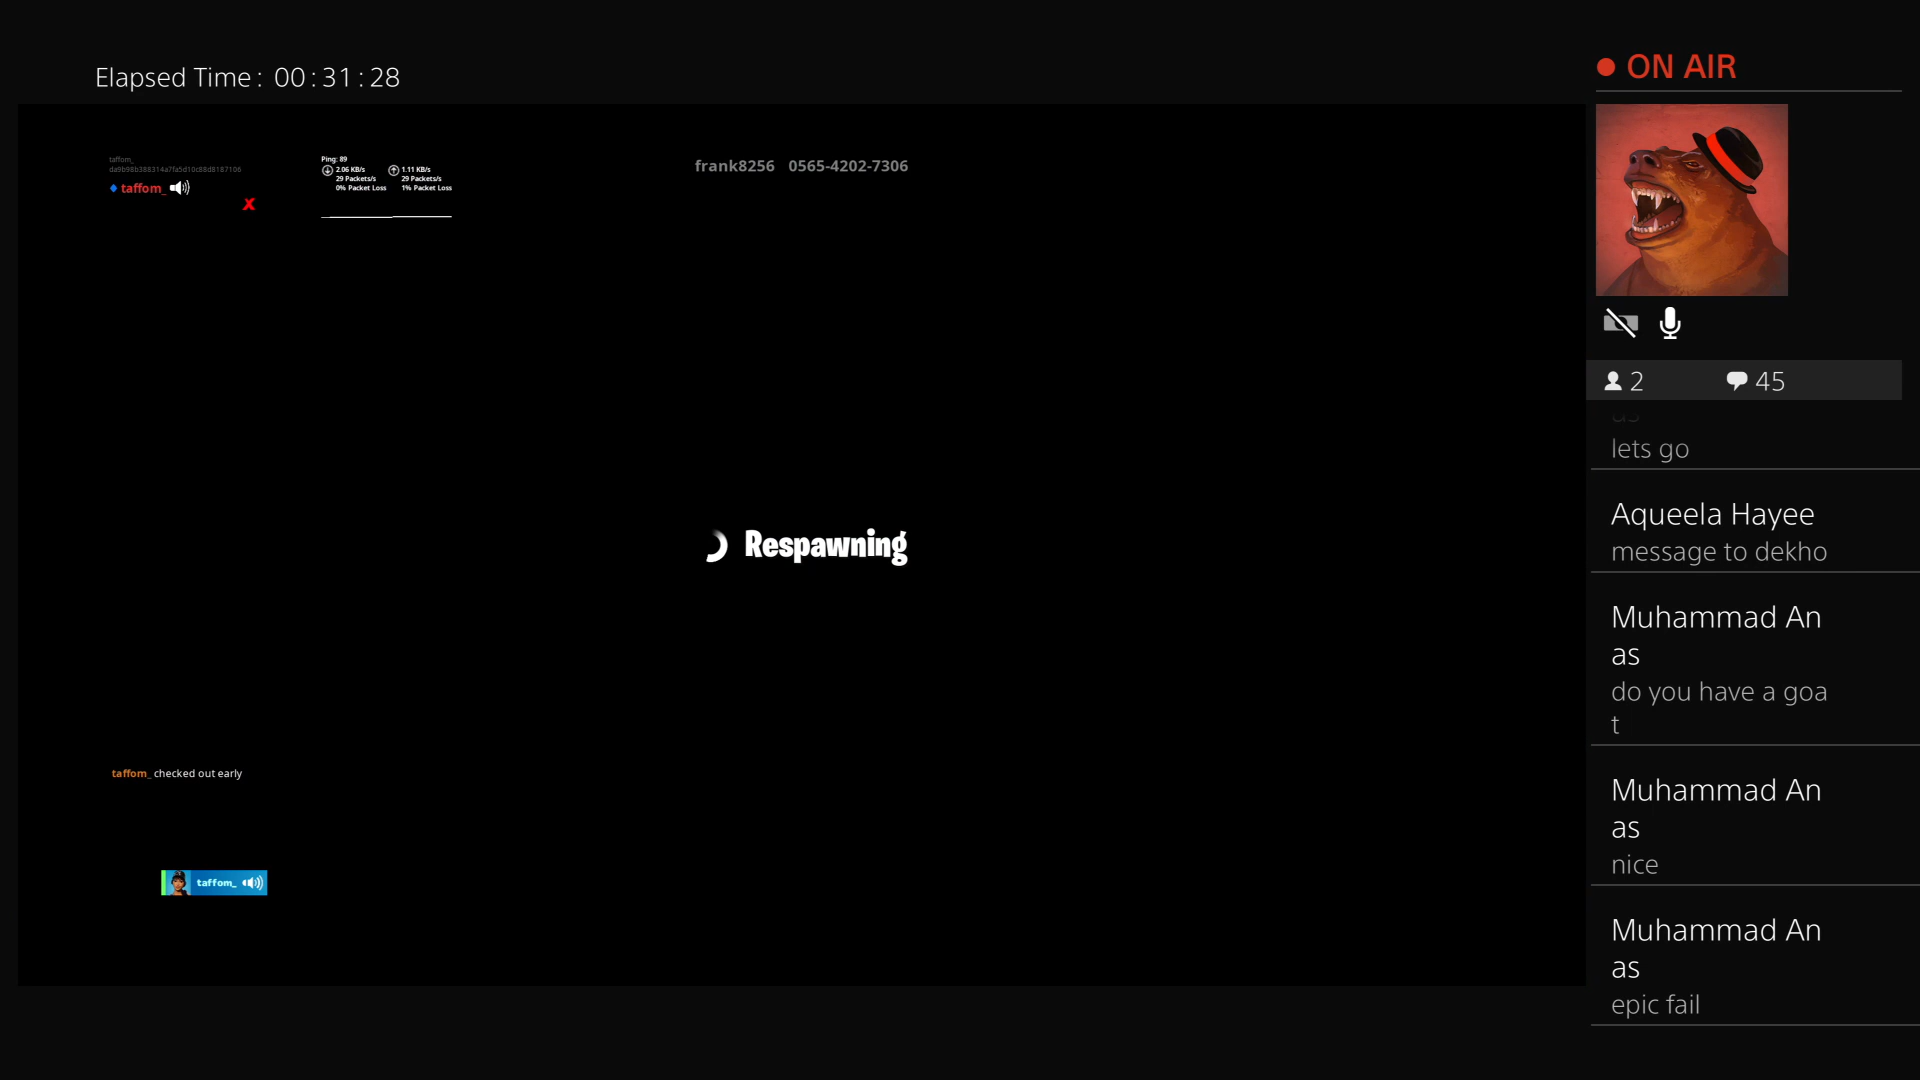 Elapsed Time: 00:31:28
ON AIR
taffom_
taffom_
x
Ping: 89
2.06 KB/s 1.11 KB/s
29 Packets/s 29 Packets/s
0% Packet Loss 1% Packet Loss
frank8256 0565-4202-7306
2 45
lets go
Aqueela Hayee
message to dekho
Respawning
Muhammad An
as
do you have a goa
t
taffom_ checked out early
Muhammad An
as
nice
taffom_
Muhammad An
as
epic fail